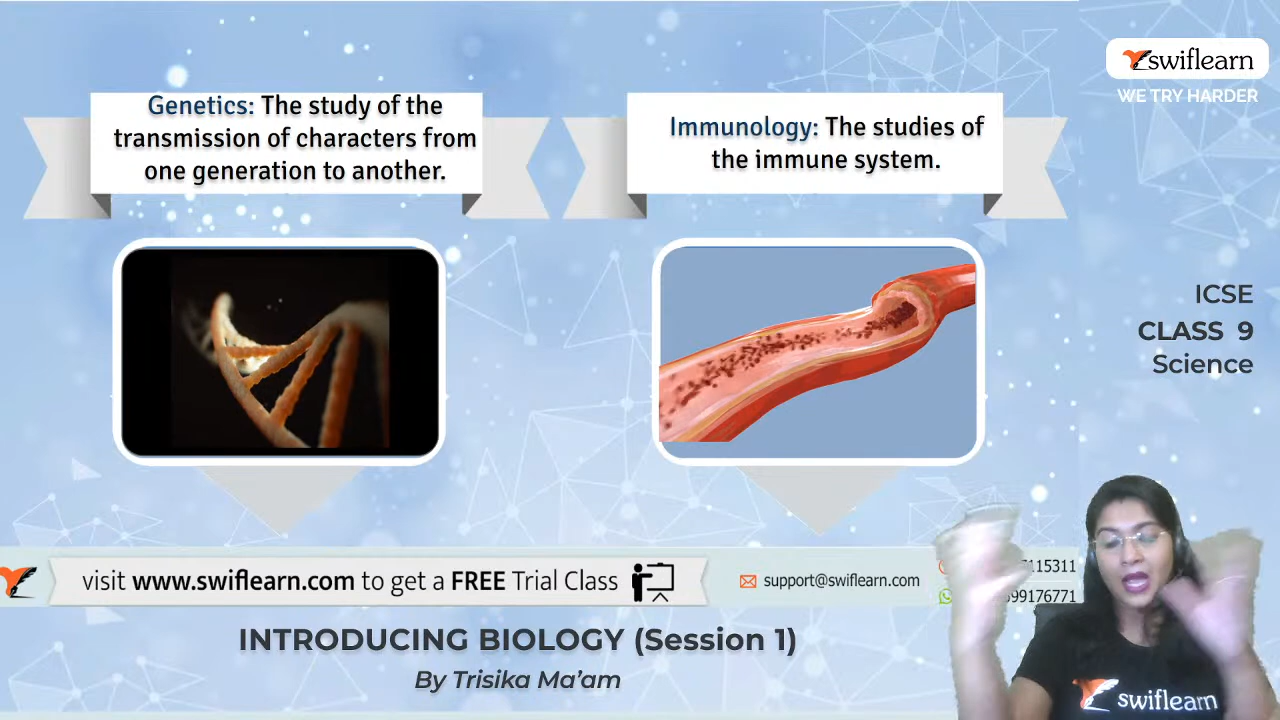 Genetics: The study of the
transmission of characters from
one generation to another.
Immunology: The studies of
the immune system.
swiflearn
WE TRY HARDER
ICSE
CLASS 9
Science
visit www.swiflearn.com to get a FREE Trial Class
support@swiflearn.com
115311
99176771
INTRODUCING BIOLOGY (Session 1)
By Trisika Ma'am
swiflearn